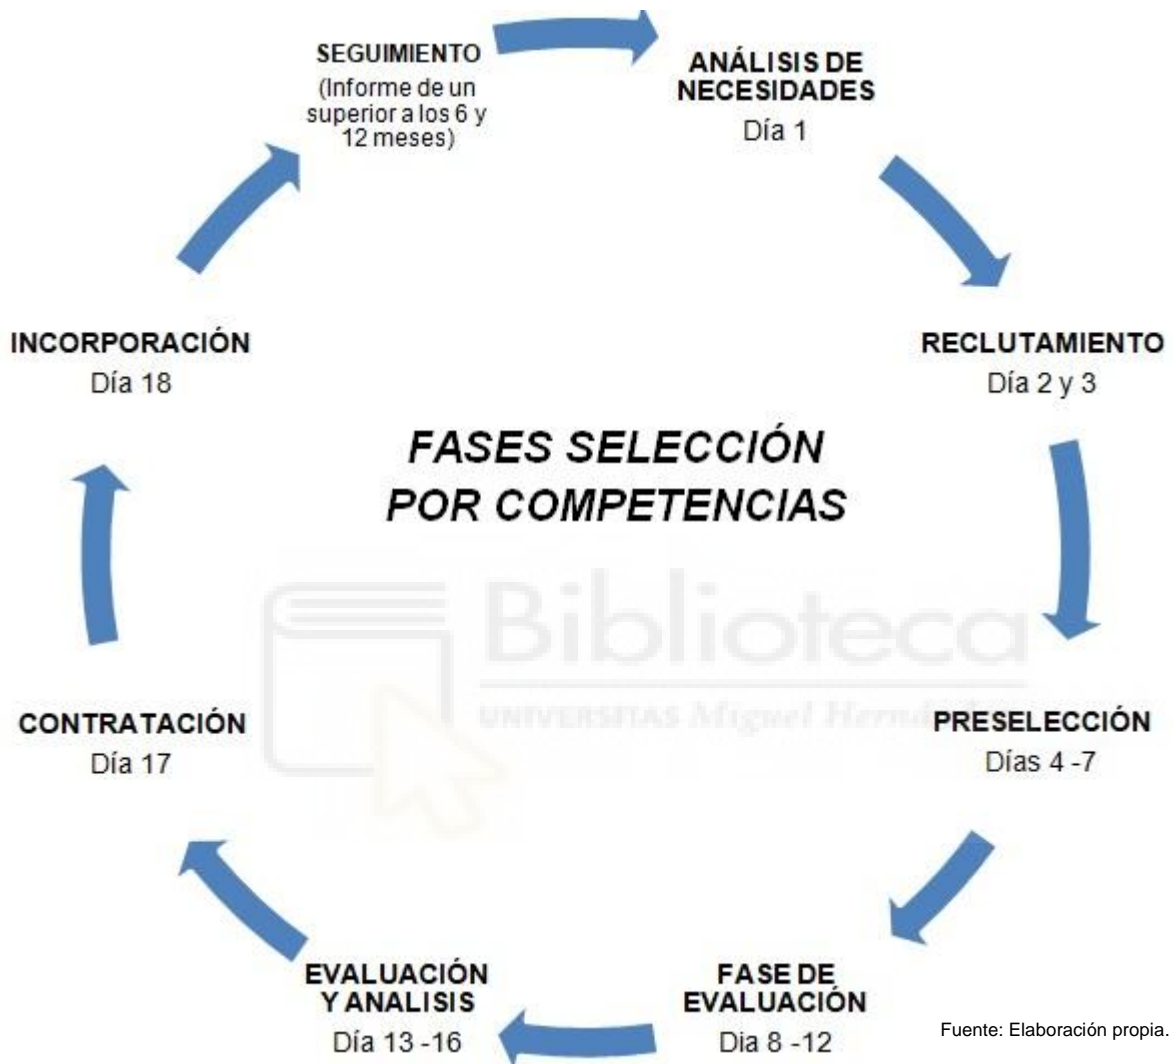 SEGUIMIENTO
(Informe de un
superior a los 6 y
12 meses)
ANÁLISIS DE
NECESIDADES
Día 1
RECLUTAMIENTO
Día 2 y 3
PRESELECCIÓN
Días 4 -7
FASE DE
EVALUACIÓN
Dia 8 -12
EVALUACIÓN
Y ANALISIS
Día 13 -16
CONTRATACIÓN
Día 17
INCORPORACIÓN
Día 18
FASES SELECCIÓN
POR COMPETENCIAS
Biblioteca
UNIVERSITAS Miguel
Fuente: Elaboración propia.